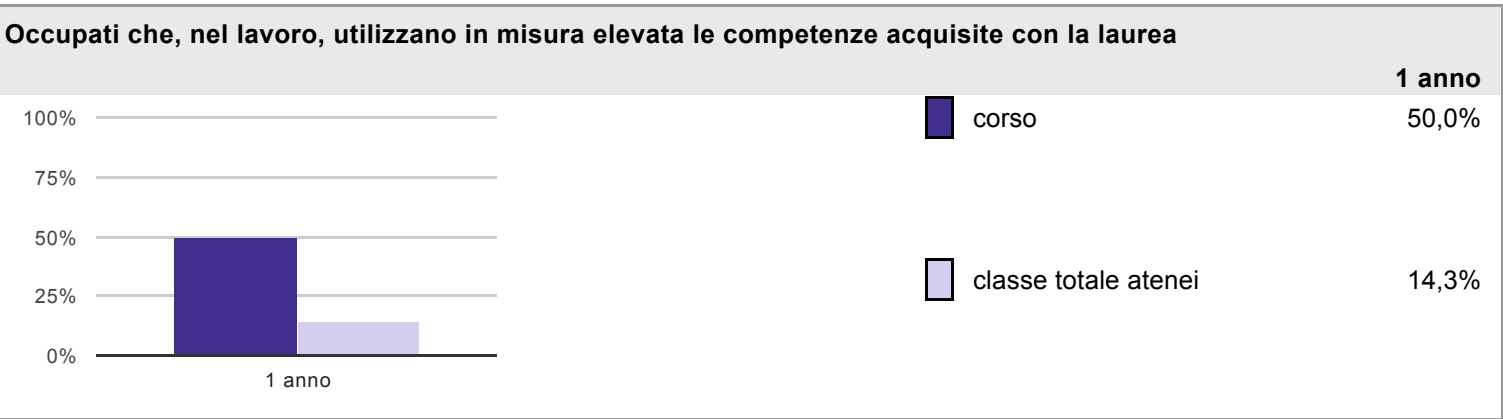 Occupati che, nel lavoro, utilizzano in misura elevata le competenze acquisite con la laurea
1 anno
100%
75%
50%
25%
0%
1 anno
corso 50,0%
classe totale atenei 14,3%